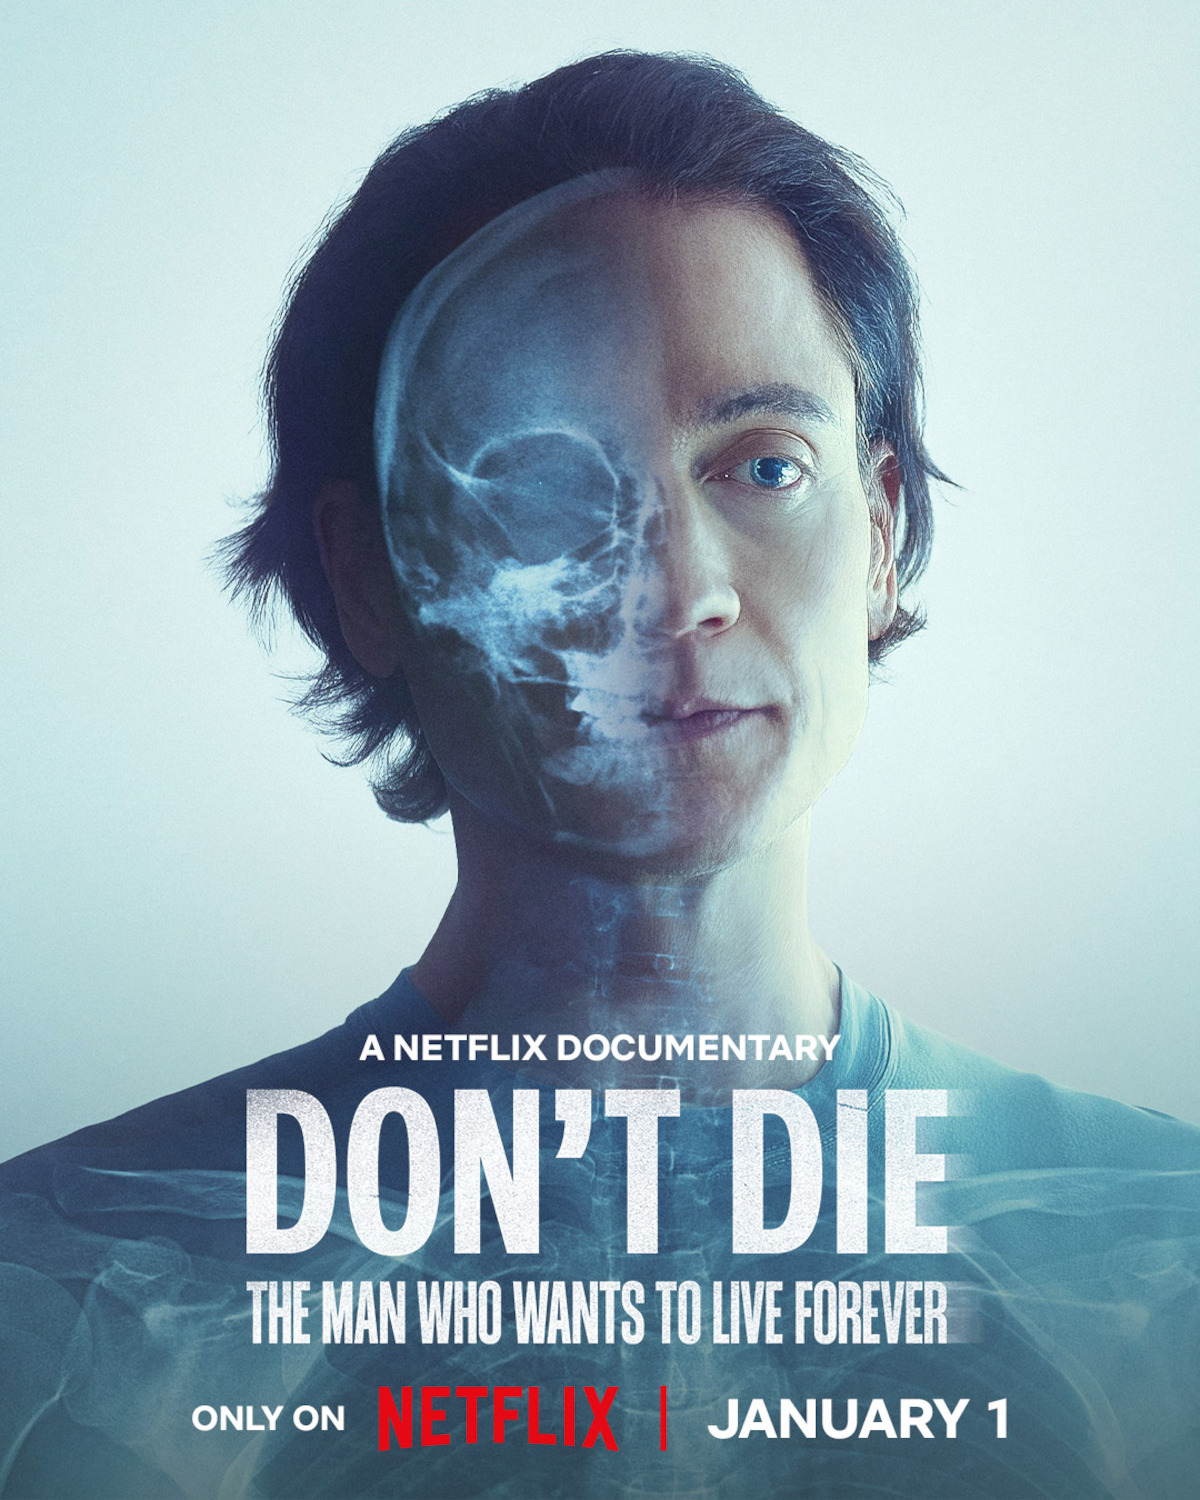 A NETFLIX DOCUMENTARY
DON'T DIE
THE MAN WHO WANTS TO LIVE FOREVER
ONLY ON NETFLIX | JANUARY 1